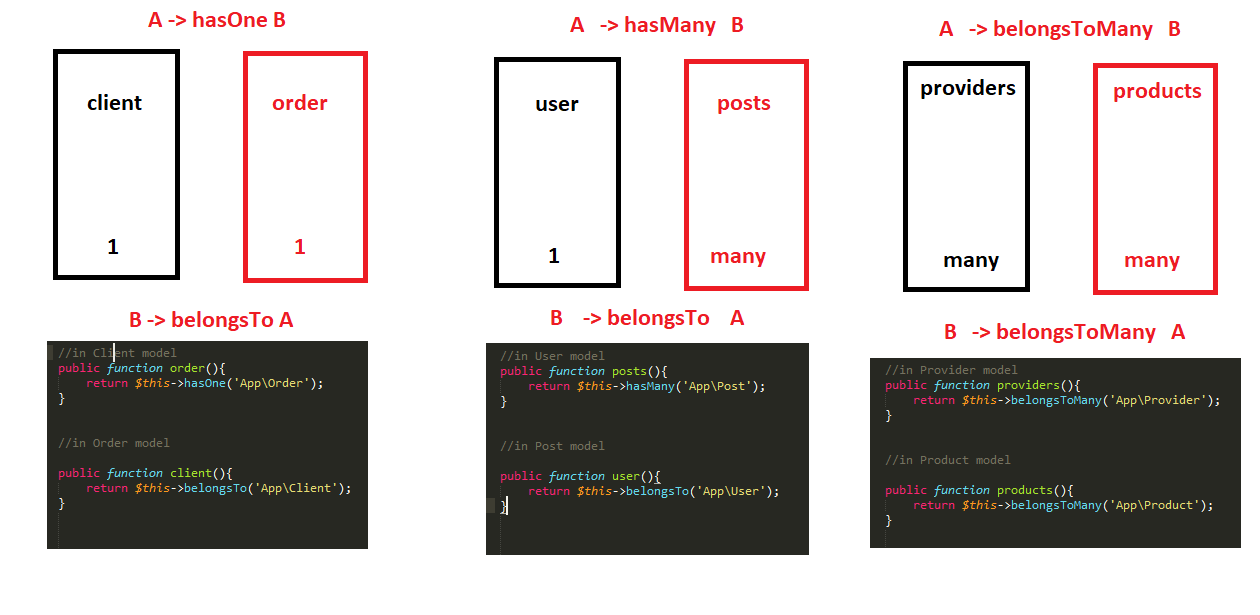 A -> hasOne B
client
order
1
1
B -> belongsTo A
//in Client model
public function order(){
return $this->hasOne('App\Order');
}
//in Order model
public function client(){
return $this->belongsTo('App\Client');
}
A -> hasMany B
user
posts
1
many
B -> belongsTo A
//in User model
public function posts(){
return $this->hasMany('App\Post');
}
//in Post model
public function user(){
return $this->belongsTo('App\User');
}
A -> belongsToMany B
providers
products
many
many
B -> belongsToMany A
//in Provider model
public function providers(){
return $this->belongsToMany('App\Provider');
}
//in Product model
public function products(){
return $this->belongsToMany('App\Product');
}